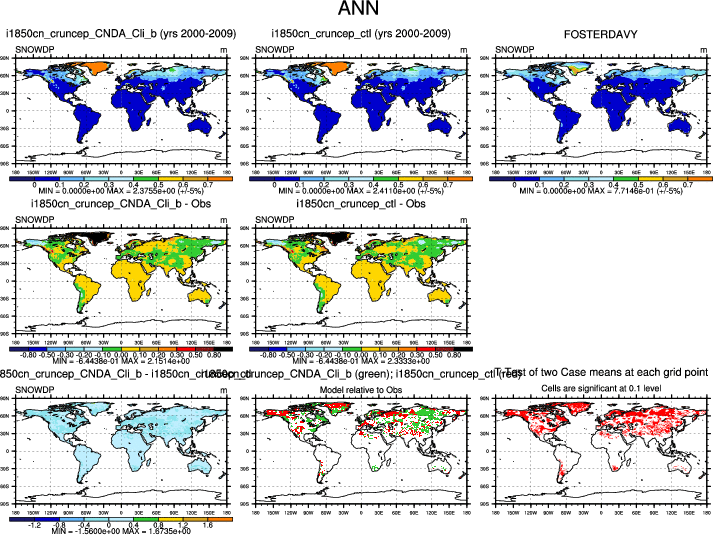 ANN
i1850cn_cruncep_CNDA_Cli_b (yrs 2000-2009)
i1850cn_cruncep_ctl (yrs 2000-2009)
FOSTERDAVY
SNOWDP m
SNOWDP m
SNOWDP m
90N 60N 30N 0 30S 60S 90S
90N 60N 30N 0 30S 60S 90S
90N 60N 30N 0 30S 60S 90S
180 150W 120W 90W 60W 30W 0 30E 60E 90E 120E 150E 180
180 150W 120W 90W 60W 30W 0 30E 60E 90E 120E 150E 180
180 150W 120W 90W 60W 30W 0 30E 60E 90E 120E 150E 180
0 0.1 0.2 0.3 0.4 0.5 0.6 0.7
0 0.1 0.2 0.3 0.4 0.5 0.6 0.7
0 0.1 0.2 0.3 0.4 0.5 0.6 0.7
MIN = 0.0000e+00 MAX = 2.3755e+00 (+/-5%)
MIN = 0.0000e+00 MAX = 2.4110e+00 (+/-5%)
MIN = 0.0000e+00 MAX = 7.7146e-01 (+/-5%)
i1850cn_cruncep_CNDA_Cli_b - Obs
i1850cn_cruncep_ctl - Obs
SNOWDP m
SNOWDP m
90N 60N 30N 0 30S 60S 90S
90N 60N 30N 0 30S 60S 90S
180 150W 120W 90W 60W 30W 0 30E 60E 90E 120E 150E 180
180 150W 120W 90W 60W 30W 0 30E 60E 90E 120E 150E 180
-0.80 -0.50 -0.30 -0.20 -0.10 0.00 0.10 0.20 0.30 0.50 0.80
-0.80 -0.50 -0.30 -0.20 -0.10 0.00 0.10 0.20 0.30 0.50 0.80
MIN = -6.4438e-01 MAX = 2.1514e+00
MIN = -6.4438e-01 MAX = 2.3333e+00
850cn_cruncep_CNDA_Cli_b - i1850cn_cruncep_ctl
cruncep_CNDA_Cli_b (green); i1850cn_cruncep_ctl (red)
T-Test of two Case means at each grid point
SNOWDP m
Model relative to Obs
Cells are significant at 0.1 level
90N 60N 30N 0 30S 60S 90S
90N 60N 30N 0 30S 60S 90S
90N 60N 30N 0 30S 60S 90S
180 150W 120W 90W 60W 30W 0 30E 60E 90E 120E 150E 180
180 150W 120W 90W 60W 30W 0 30E 60E 90E 120E 150E 180
180 150W 120W 90W 60W 30W 0 30E 60E 90E 120E 150E 180
-1.2 -0.8 -0.4 0 0.4 0.8 1.2 1.6
MIN = -1.5600e+00 MAX = 1.6735e+00